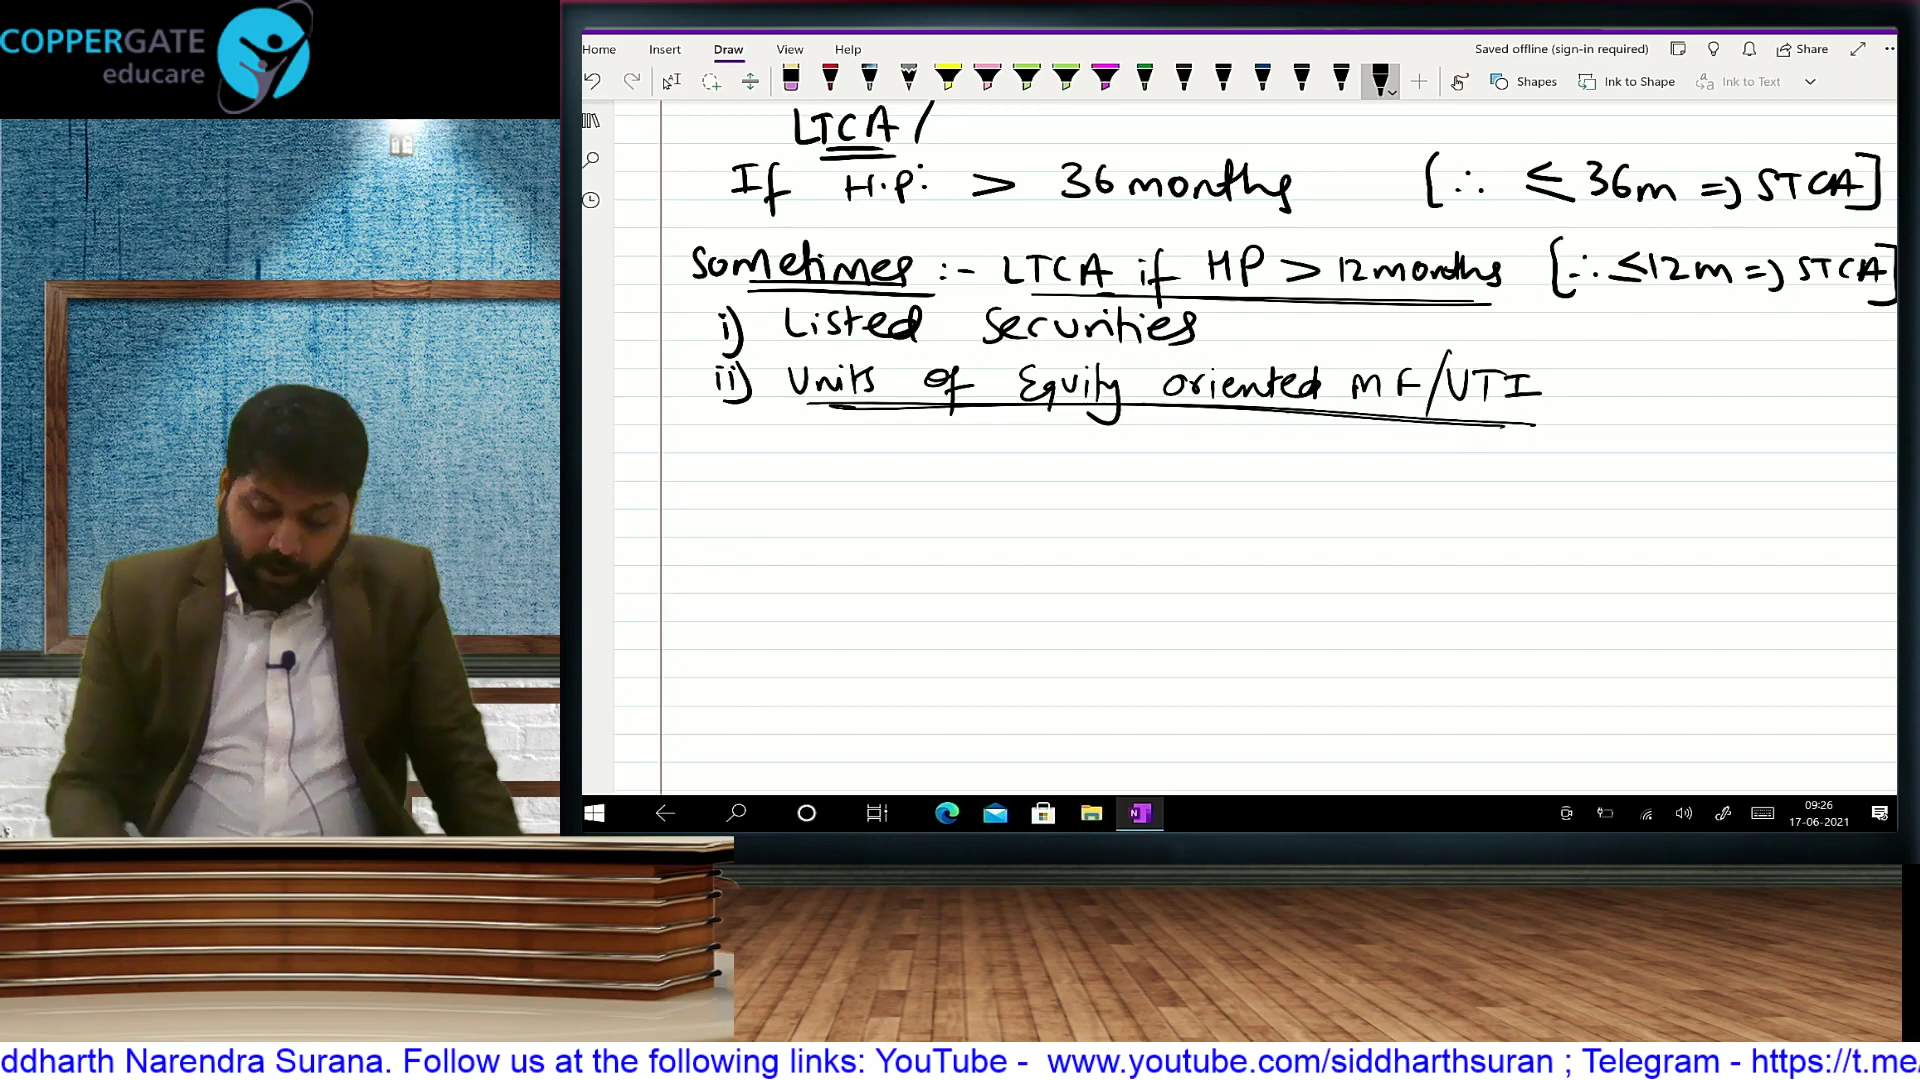 COPPERGATE
educare
Home Insert Draw View Help Saved offline (sign-in required) Share
Shapes Ink to Shape Ink to Text
LTCA /
If H.P. > 36 months [∴ ≤ 36m => STCA]
Sometimes :- LTCA if HP > 12 months [∴ ≤12m => STCA]
i) Listed Securities
ii) Units of Equity oriented MF/UTI
09:26
17-06-2021
ddharth Narendra Surana. Follow us at the following links: YouTube - www.youtube.com/siddharthsuran ; Telegram - https://t.me/